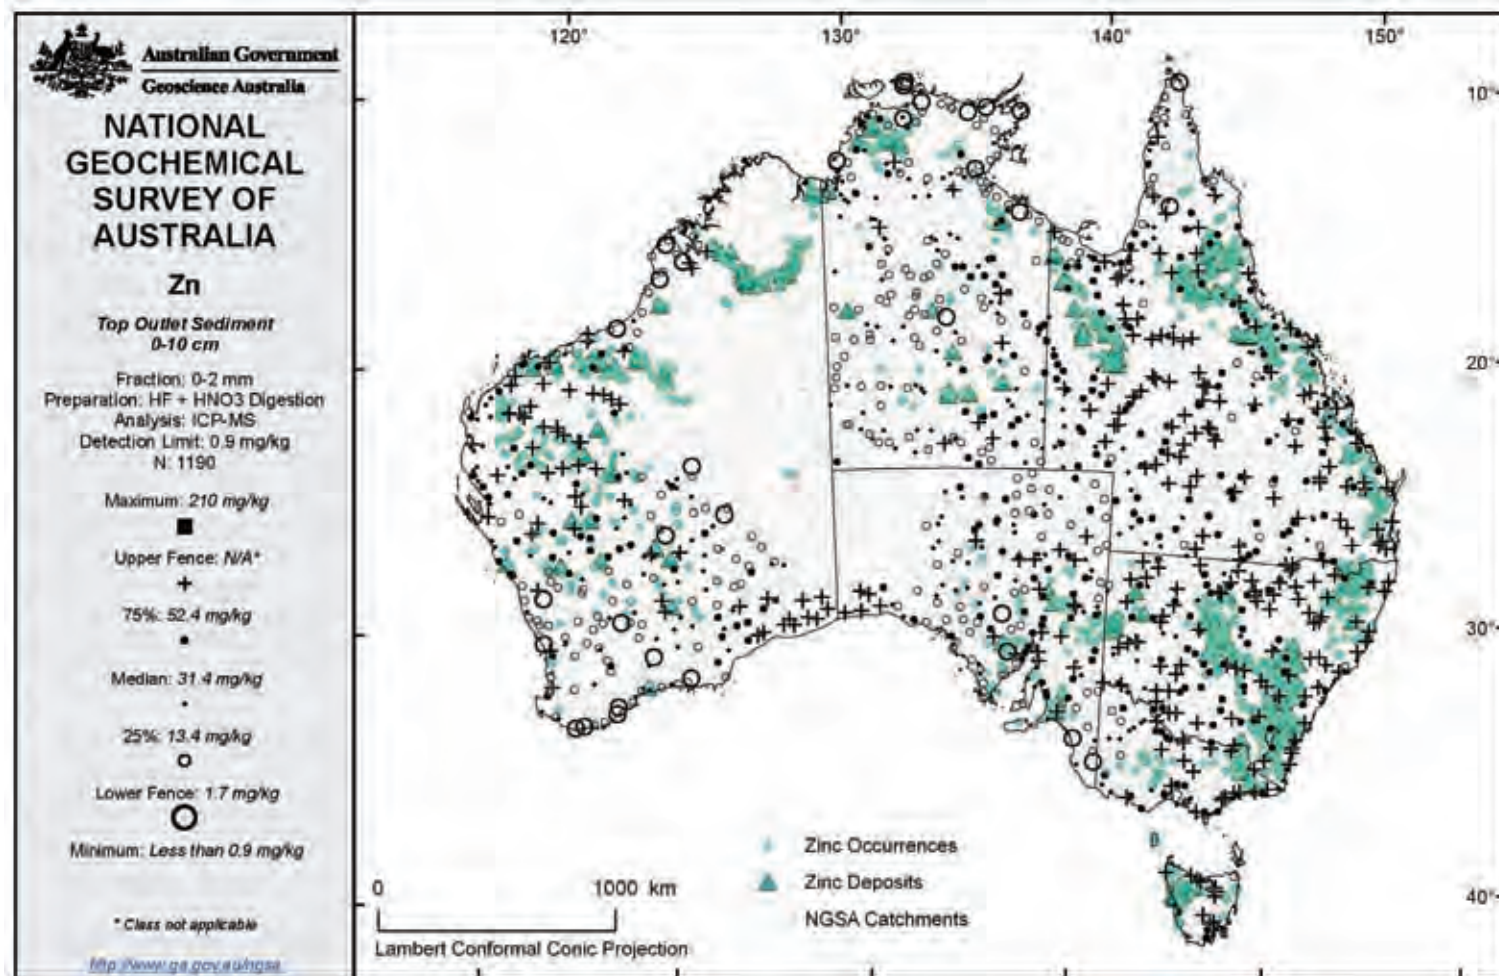 Australian Government
Geoscience Australia
NATIONAL
GEOCHEMICAL
SURVEY OF
AUSTRALIA
Zn
Top Outlet Sediment
0-10 cm
Fraction: 0-2 mm
Preparation: HF + HNO3 Digestion
Analysis: ICP-MS
Detection Limit: 0.9 mg/kg
N: 1190
Maximum: 210 mg/kg
Upper Fence: N/A*
75%: 52.4 mg/kg
Median: 31.4 mg/kg
25%: 13.4 mg/kg
Lower Fence: 1.7 mg/kg
Minimum: Less than 0.9 mg/kg
* Class not applicable
http://www.ga.gov.au/ngsa
120° 130° 140° 150°
10°
20°
30°
40°
Zinc Occurrences
Zinc Deposits
NGSA Catchments
0 1000 km
Lambert Conformal Conic Projection